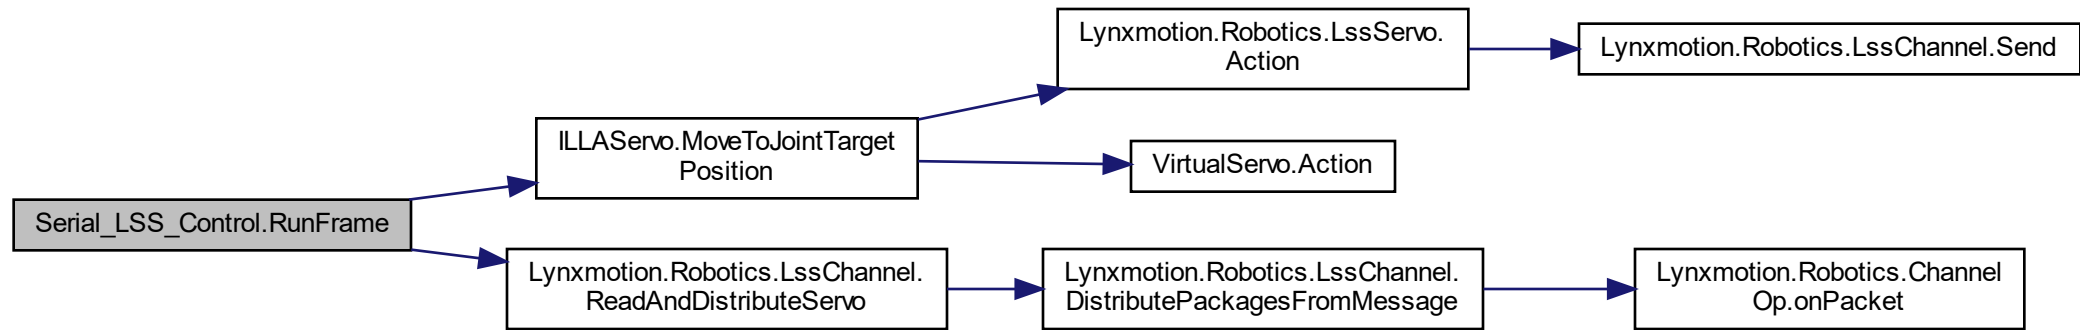 Lynxmotion.Robotics.LssServo.
Action
Lynxmotion.Robotics.LssChannel.Send
ILLAServo.MoveToJointTarget
Position
VirtualServo.Action
Serial_LSS_Control.RunFrame
Lynxmotion.Robotics.LssChannel.
ReadAndDistributeServo
Lynxmotion.Robotics.LssChannel.
DistributePackagesFromMessage
Lynxmotion.Robotics.Channel
Op.onPacket